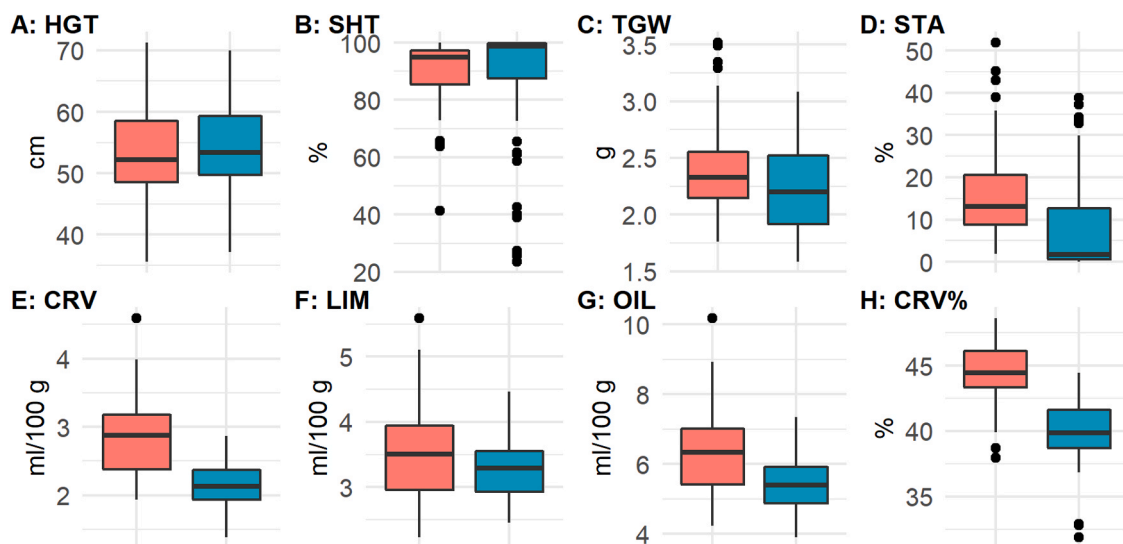 A: HGT
70
60
50
40
cm
B: SHT
100
80
60
40
20
%
C: TGW
3.5
3.0
2.5
2.0
1.5
g
D: STA
50
40
30
20
10
0
%
E: CRV
4
3
2
ml/100 g
F: LIM
5
4
3
ml/100 g
G: OIL
10
8
6
4
ml/100 g
H: CRV%
45
40
35
%